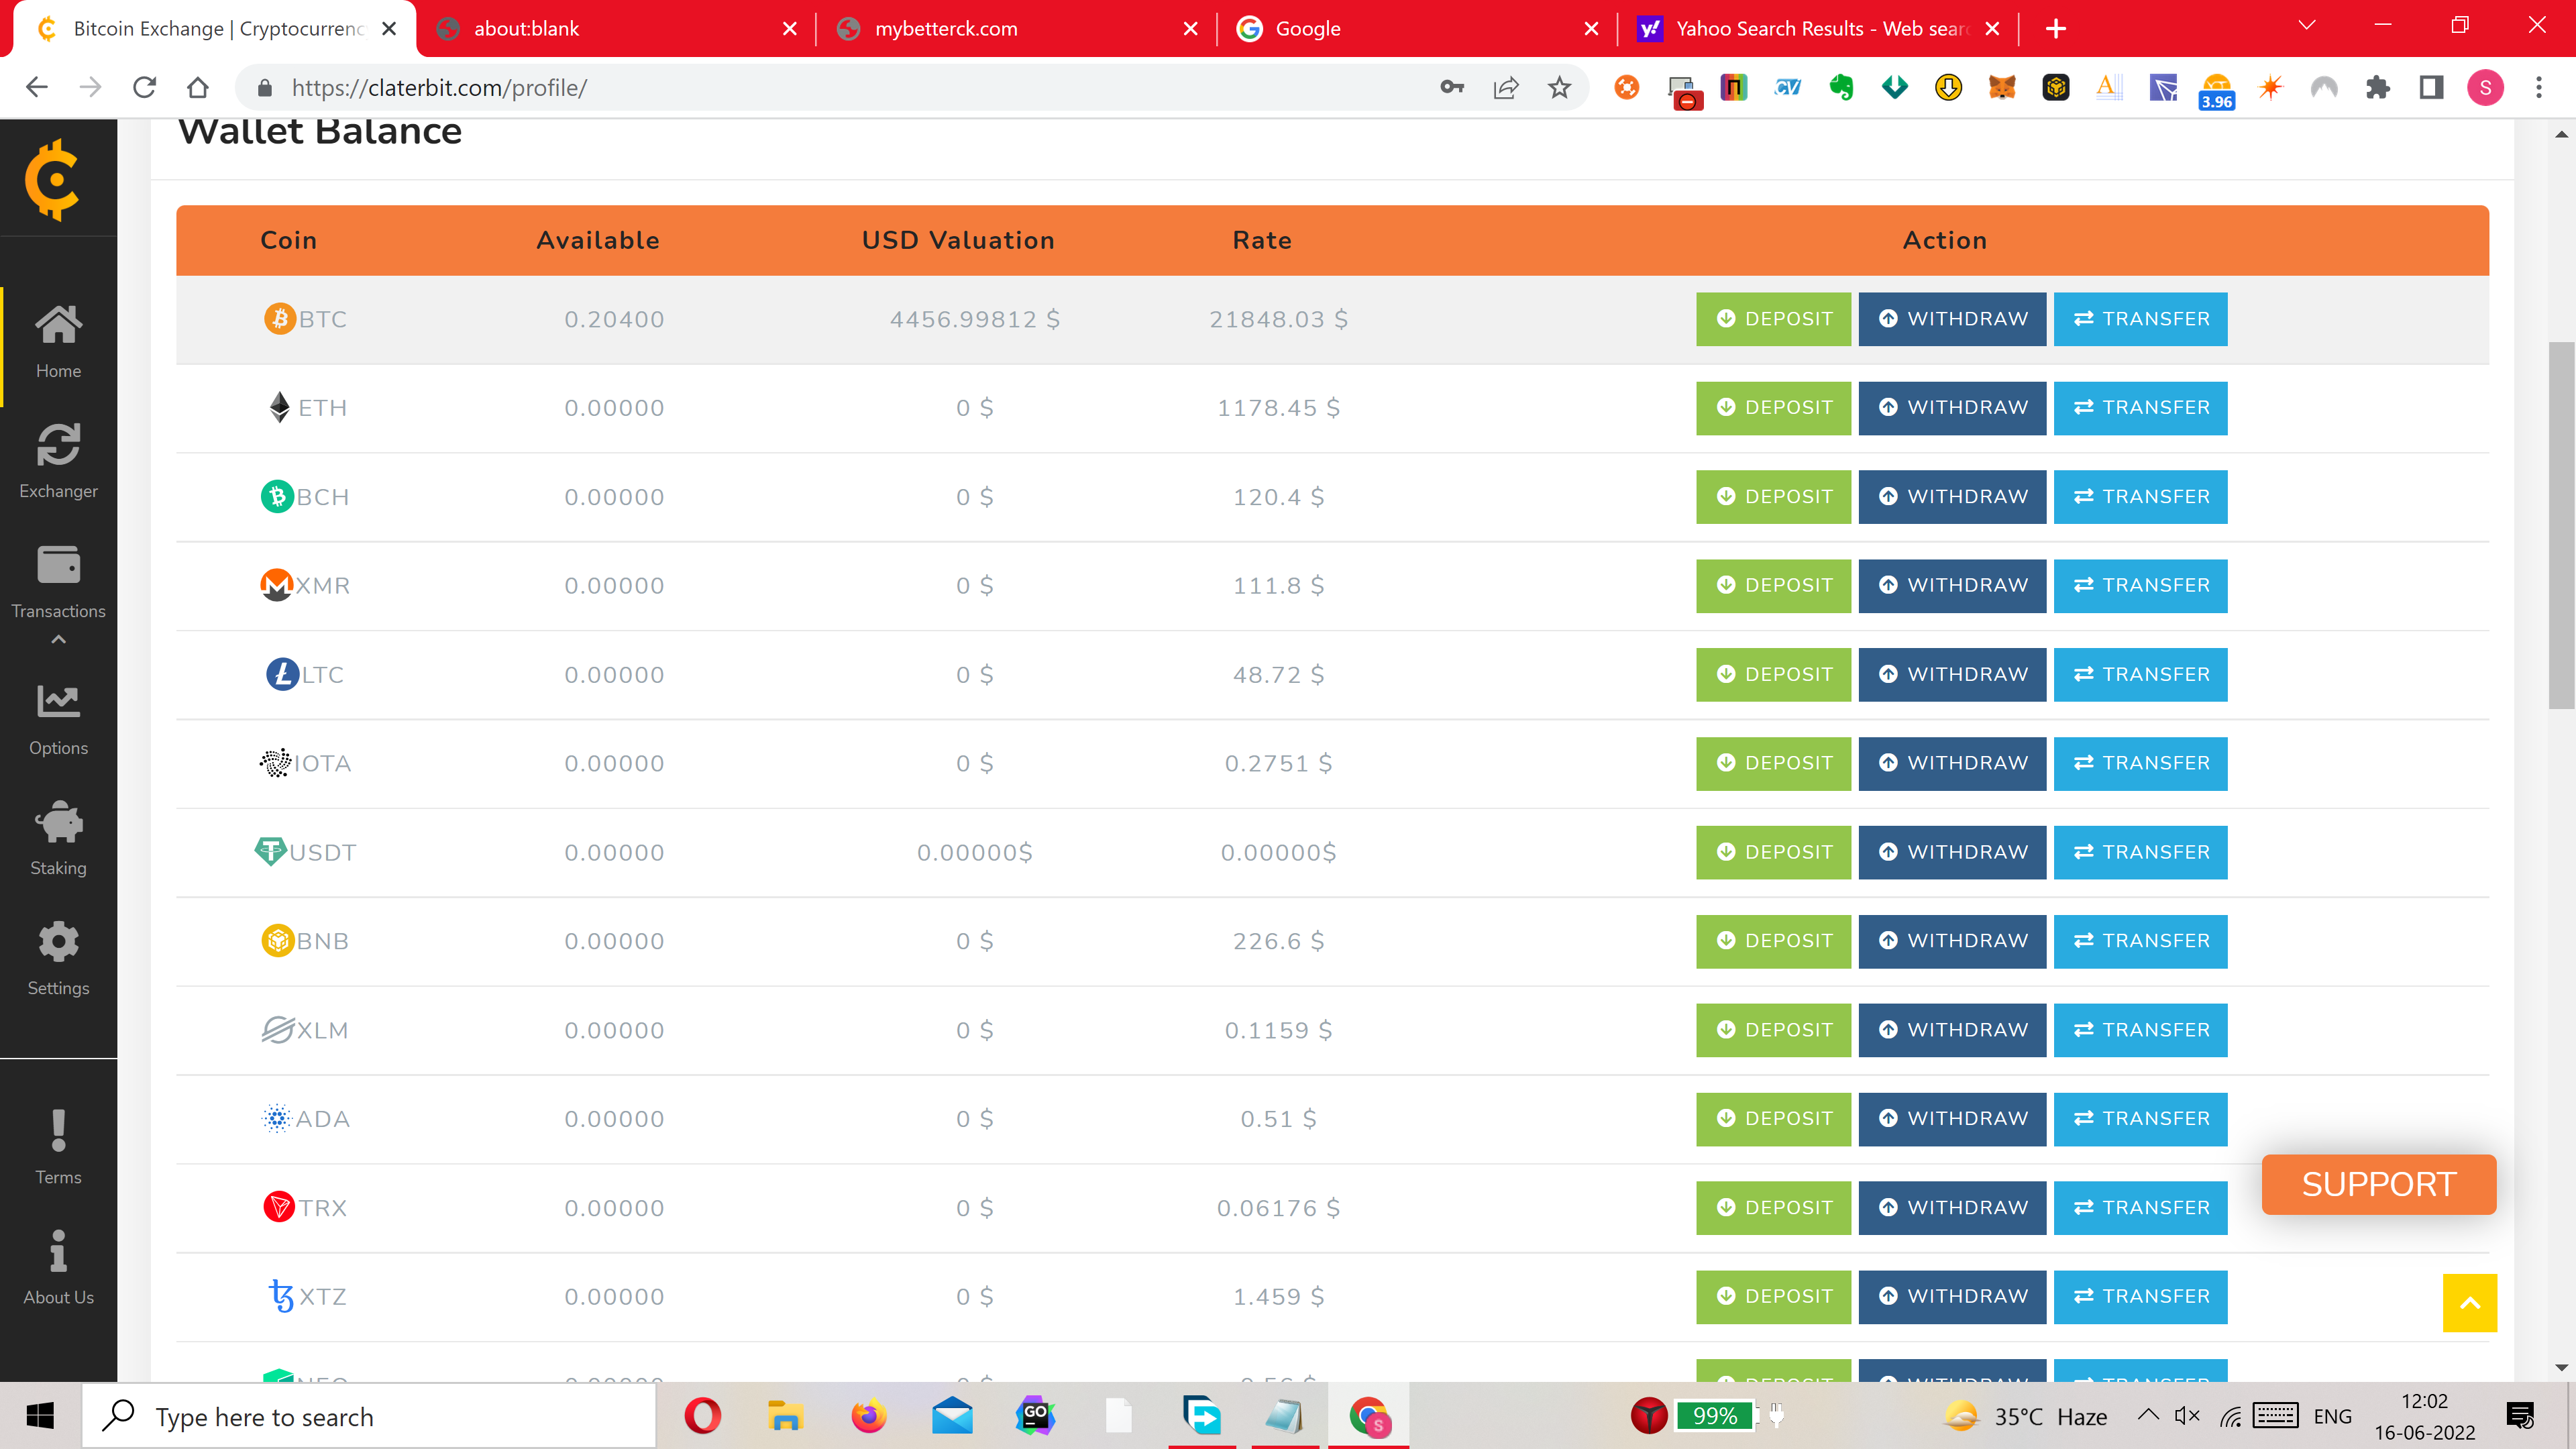 Bitcoin Exchange | Cryptocurrenc
about:blank
mybetterck.com
Google
Yahoo Search Results - Web sear
https://claterbit.com/profile/
3.96
S
Wallet Balance
Coin Available USD Valuation Rate Action
BTC 0.20400 4456.99812 $ 21848.03 $ DEPOSIT WITHDRAW TRANSFER
ETH 0.00000 0 $ 1178.45 $ DEPOSIT WITHDRAW TRANSFER
BCH 0.00000 0 $ 120.4 $ DEPOSIT WITHDRAW TRANSFER
XMR 0.00000 0 $ 111.8 $ DEPOSIT WITHDRAW TRANSFER
LTC 0.00000 0 $ 48.72 $ DEPOSIT WITHDRAW TRANSFER
IOTA 0.00000 0 $ 0.2751 $ DEPOSIT WITHDRAW TRANSFER
USDT 0.00000 0.00000$ 0.00000$ DEPOSIT WITHDRAW TRANSFER
BNB 0.00000 0 $ 226.6 $ DEPOSIT WITHDRAW TRANSFER
XLM 0.00000 0 $ 0.1159 $ DEPOSIT WITHDRAW TRANSFER
ADA 0.00000 0 $ 0.51 $ DEPOSIT WITHDRAW TRANSFER
TRX 0.00000 0 $ 0.06176 $ DEPOSIT WITHDRAW TRANSFER
XTZ 0.00000 0 $ 1.459 $ DEPOSIT WITHDRAW TRANSFER
Home
Exchanger
Transactions
Options
Staking
Settings
Terms
About Us
SUPPORT
Type here to search
GO
S
99%
35°C Haze
ENG
12:02
16-06-2022